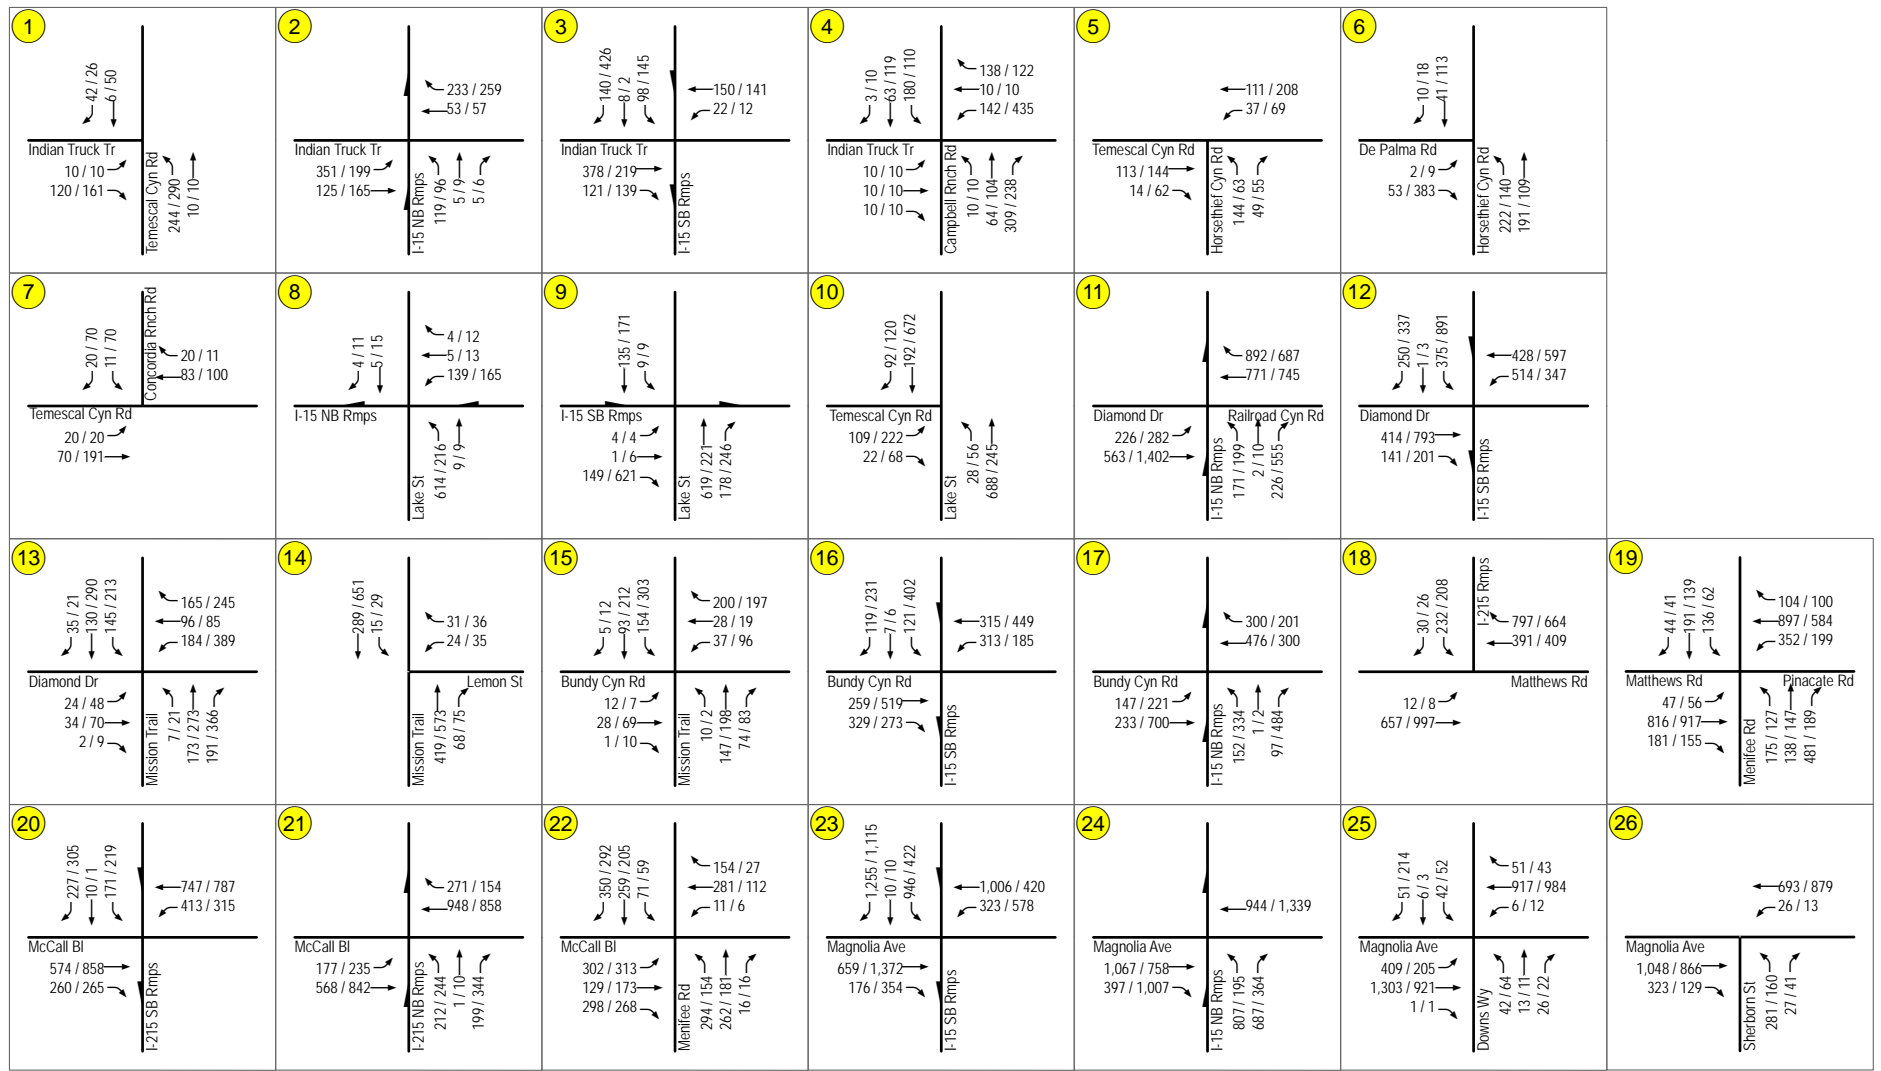 1
42 / 26
6 / 50
Indian Truck Tr
10 / 10
120 / 161
Temescal Cyn Rd
244 / 290
10 / 10
2
233 / 259
53 / 57
Indian Truck Tr
351 / 199
125 / 165
I-15 NB Rmps
119 / 96
5 / 9
5 / 6
3
140 / 426
8 / 2
98 / 145
150 / 141
22 / 12
Indian Truck Tr
378 / 219
121 / 139
I-15 SB Rmps
4
3 / 10
63 / 119
180 / 110
138 / 122
10 / 10
142 / 435
Indian Truck Tr
10 / 10
10 / 10
10 / 10
Campbell Rnch Rd
10 / 10
64 / 104
309 / 238
5
111 / 208
37 / 69
Temescal Cyn Rd
113 / 144
14 / 62
Horsethief Cyn Rd
144 / 63
49 / 55
6
10 / 18
41 / 113
De Palma Rd
2 / 9
53 / 383
Horsethief Cyn Rd
222 / 140
191 / 109
7
20 / 70
11 / 70
Concordia Rnch Rd
20 / 11
83 / 100
Temescal Cyn Rd
20 / 20
70 / 191
8
4 / 11
5 / 15
4 / 12
5 / 13
139 / 165
I-15 NB Rmps
Lake St
614 / 216
9 / 9
9
135 / 171
9 / 9
I-15 SB Rmps
4 / 4
1 / 6
149 / 621
Lake St
619 / 221
178 / 246
10
92 / 120
192 / 672
Temescal Cyn Rd
109 / 222
22 / 68
Lake St
28 / 56
688 / 245
11
892 / 687
771 / 745
Diamond Dr
Railroad Cyn Rd
226 / 282
563 / 1,402
I-15 NB Rmps
171 / 199
2 / 10
226 / 555
12
250 / 337
1 / 3
375 / 891
428 / 597
514 / 347
Diamond Dr
414 / 793
141 / 201
I-15 SB Rmps
13
35 / 21
130 / 290
145 / 213
165 / 245
96 / 85
184 / 389
Diamond Dr
24 / 48
34 / 70
2 / 9
Mission Trail
7 / 21
173 / 273
191 / 366
14
289 / 651
15 / 29
31 / 36
24 / 35
Lemon St
Mission Trail
419 / 573
68 / 75
15
5 / 12
93 / 212
154 / 303
200 / 197
28 / 19
37 / 96
Bundy Cyn Rd
12 / 7
28 / 69
1 / 10
Mission Trail
10 / 2
147 / 198
74 / 83
16
119 / 231
7 / 6
121 / 402
315 / 449
313 / 185
Bundy Cyn Rd
259 / 519
329 / 273
I-15 SB Rmps
17
300 / 201
476 / 300
Bundy Cyn Rd
147 / 221
233 / 700
I-15 NB Rmps
152 / 334
1 / 2
97 / 484
18
30 / 26
232 / 208
I-215 Rmps
797 / 664
391 / 409
Matthews Rd
12 / 8
657 / 997
19
44 / 41
191 / 139
136 / 62
104 / 100
897 / 584
352 / 199
Matthews Rd
Pinacate Rd
47 / 56
816 / 917
181 / 155
Menifee Rd
175 / 127
138 / 147
481 / 189
20
227 / 305
10 / 1
171 / 219
747 / 787
413 / 315
McCall Bl
574 / 858
260 / 265
I-215 SB Rmps
21
271 / 154
948 / 858
McCall Bl
177 / 235
568 / 842
I-215 NB Rmps
212 / 244
1 / 10
199 / 344
22
350 / 292
259 / 205
71 / 59
154 / 27
281 / 112
11 / 6
McCall Bl
302 / 313
129 / 173
298 / 268
Menifee Rd
294 / 154
262 / 181
16 / 16
23
1,255 / 1,115
10 / 10
946 / 422
1,006 / 420
323 / 578
Magnolia Ave
659 / 1,372
176 / 354
I-15 SB Rmps
24
944 / 1,339
Magnolia Ave
1,067 / 758
397 / 1,007
I-15 NB Rmps
807 / 195
687 / 364
25
51 / 214
6 / 3
42 / 52
51 / 43
917 / 984
6 / 12
Magnolia Ave
409 / 205
1,303 / 921
1 / 1
Downs Wy
42 / 64
13 / 11
26 / 22
26
693 / 879
26 / 13
Magnolia Ave
1,048 / 866
323 / 129
Sherborn St
281 / 160
27 / 41